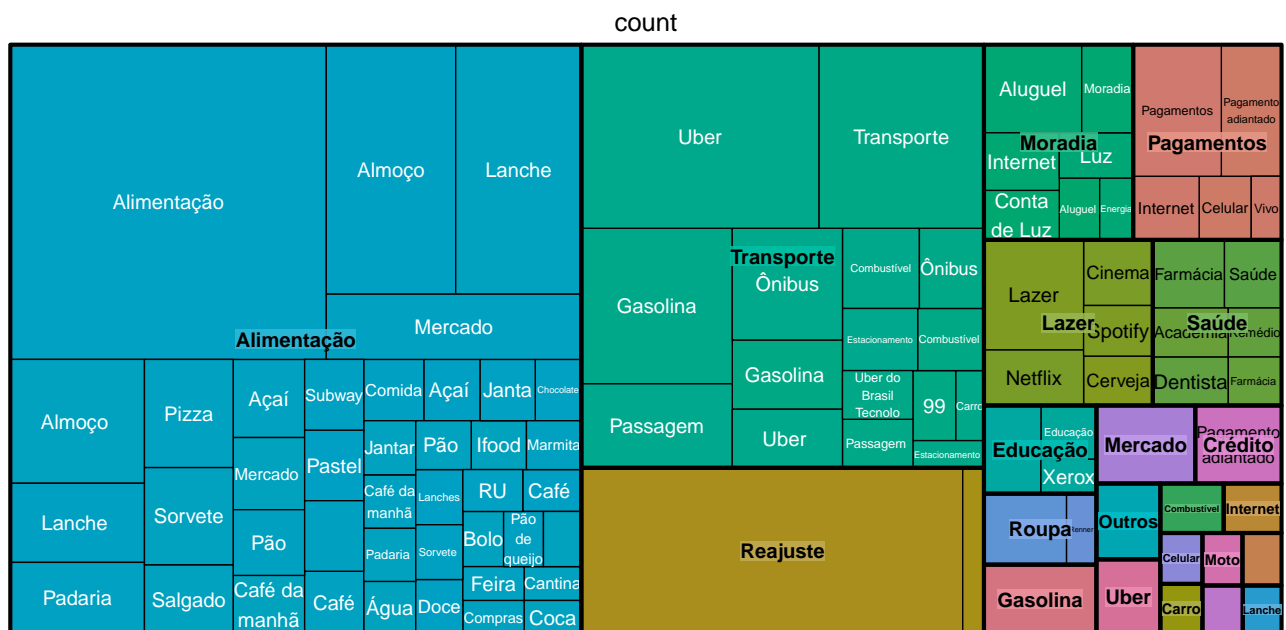 count
Alimentação
Almoço
Lanche
Mercado
Alimentação
Almoço
Pizza
Açaí
Subway
Comida
Açaí
Janta
Chocolate
Lanche
Sorvete
Mercado
Pastel
Jantar
Pão
Ifood
Marmita
Pão
Café da
manhã
Lanches
RU
Café
Padaria
Salgado
Café da
manhã
Café
Padaria
Sorvete
Bolo
Pão
de
queijo
Água
Doce
Feira
Cantina
Compras
Coca
Uber
Transporte
Transporte
Gasolina
Ônibus
Combustível
Ônibus
Estacionamento
Combustível
Passagem
Gasolina
Uber
Uber do
Brasil
Tecnolo
99
Carro
Passagem
Estacionamento
Reajuste
Aluguel
Moradia
Moradia
Internet
Luz
Conta
de Luz
Aluguel
Energia
Pagamentos
Pagamento
adiantado
Pagamentos
Internet
Celular
Vivo
Lazer
Cinema
Lazer
Spotify
Netflix
Cerveja
Farmácia
Saúde
Saúde
Academia
Remédio
Dentista
Farmácia
Educação
Educação
Xerox
Mercado
Pagamento
adiantado
Crédito
Roupa
Renner
Outros
Combustível
Internet
Gasolina
Uber
Celular
Moto
Carro
Lanche